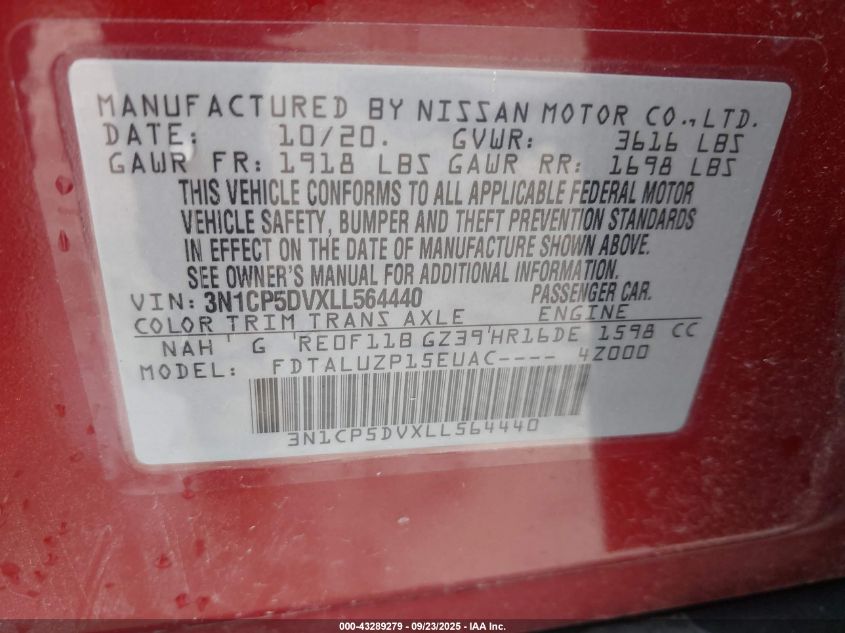 MANUFACTURED BY NISSAN MOTOR CO., LTD.
DATE: 10/20. GVWR: 3616 LBS
GAWR FR: 1918 LBS GAWR RR: 1698 LBS
THIS VEHICLE CONFORMS TO ALL APPLICABLE FEDERAL MOTOR
VEHICLE SAFETY, BUMPER AND THEFT PREVENTION STANDARDS
IN EFFECT ON THE DATE OF MANUFACTURE SHOWN ABOVE.
SEE OWNER'S MANUAL FOR ADDITIONAL INFORMATION.
VIN: 3N1CP5DVXLL564440 PASSENGER CAR.
COLOR TRIM TRANS AXLE ENGINE
NAH ' G 'RE0F11B GZ39'HR16DE 1598 CC
MODEL: FDTALUZP15EUAC---- 4Z000
3N1CP5DVXLL564440
000-43289279 - 09/23/2025 - IAA Inc.